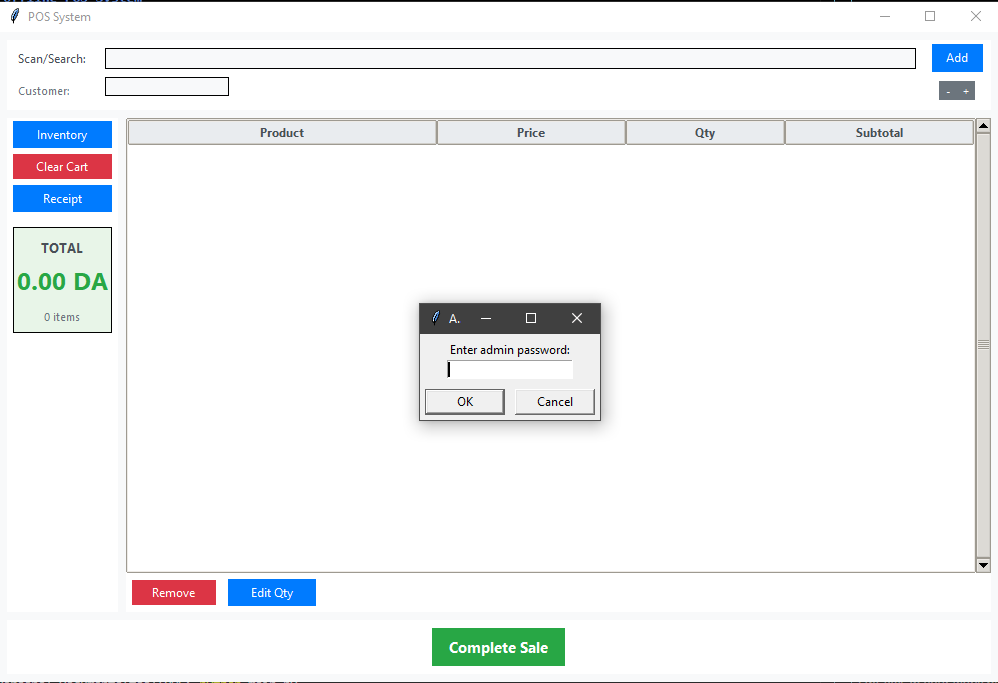 POS System
Scan/Search:
Add
Customer:
- +
Inventory
Clear Cart
Receipt
TOTAL
0.00 DA
0 items
Product Price Qty Subtotal
A.
Enter admin password:
OK Cancel
Remove Edit Qty
Complete Sale